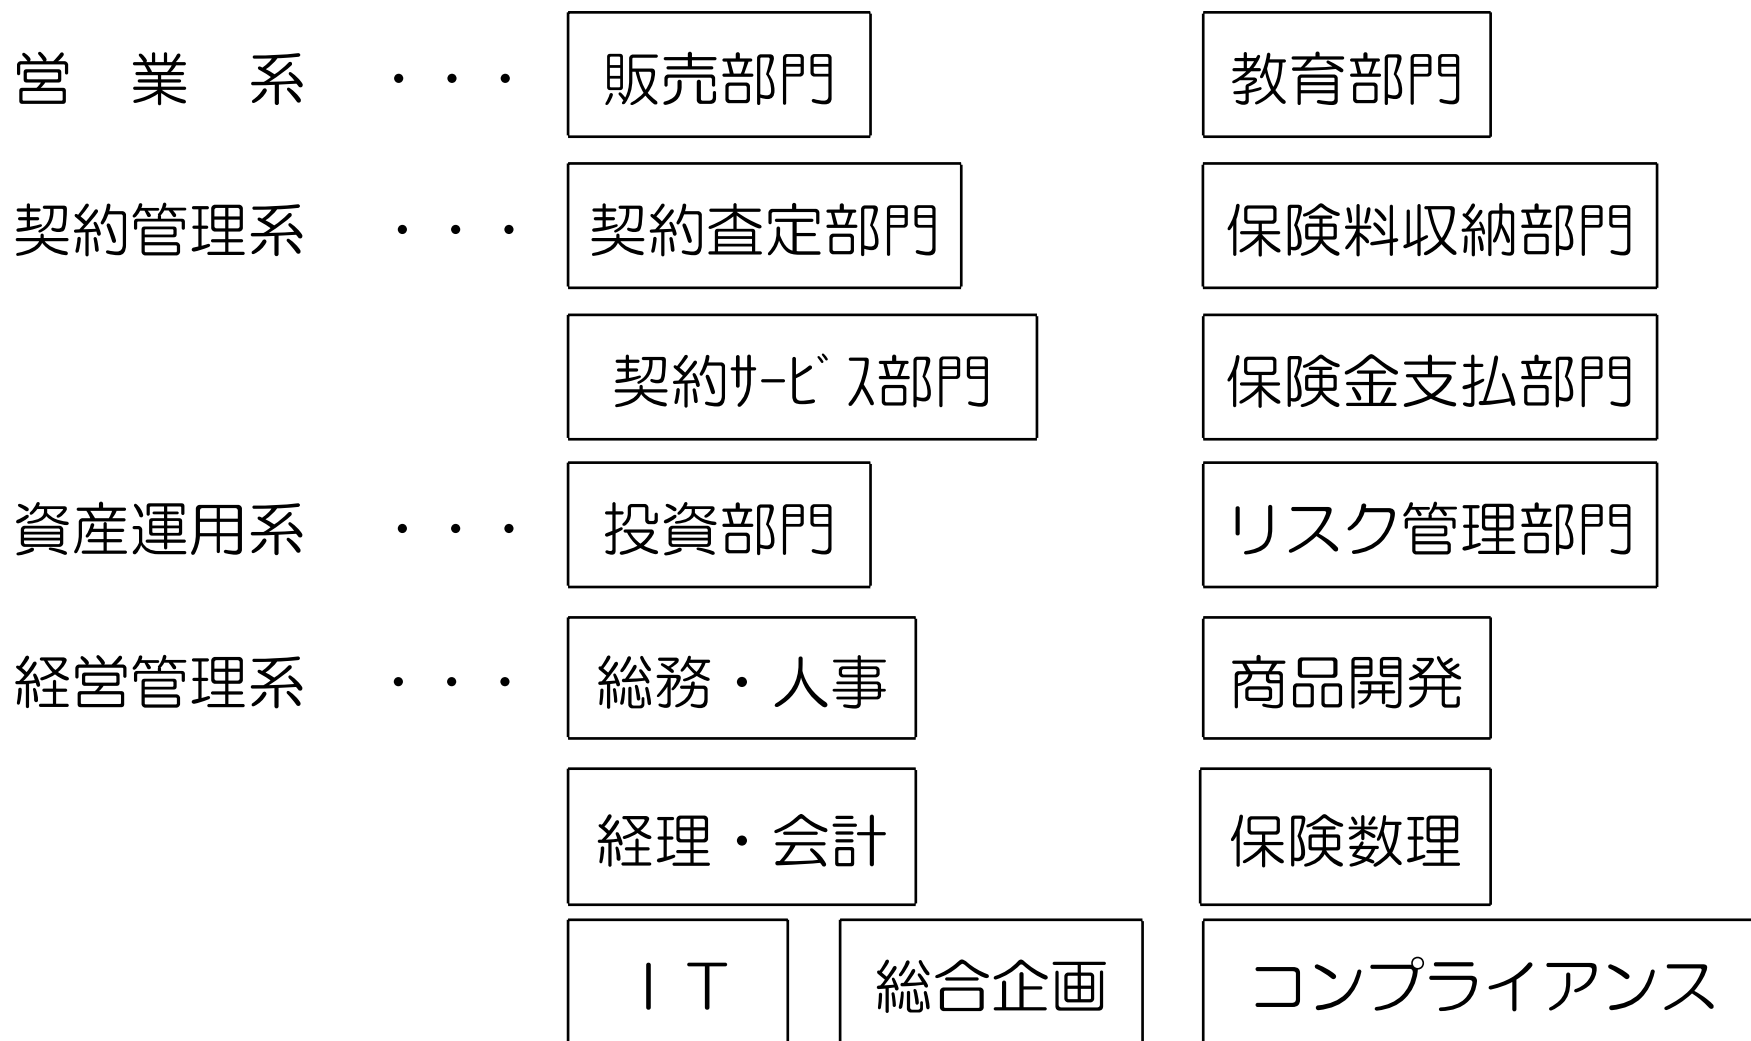 営　業　系　・・・　販売部門　教育部門
契約管理系　・・・　契約査定部門　保険料収納部門
契約ｻｰﾋﾞｽ部門　保険金支払部門
資産運用系　・・・　投資部門　リスク管理部門
経営管理系　・・・　総務・人事　商品開発
経理・会計　保険数理
ＩＴ　総合企画　コンプライアンス